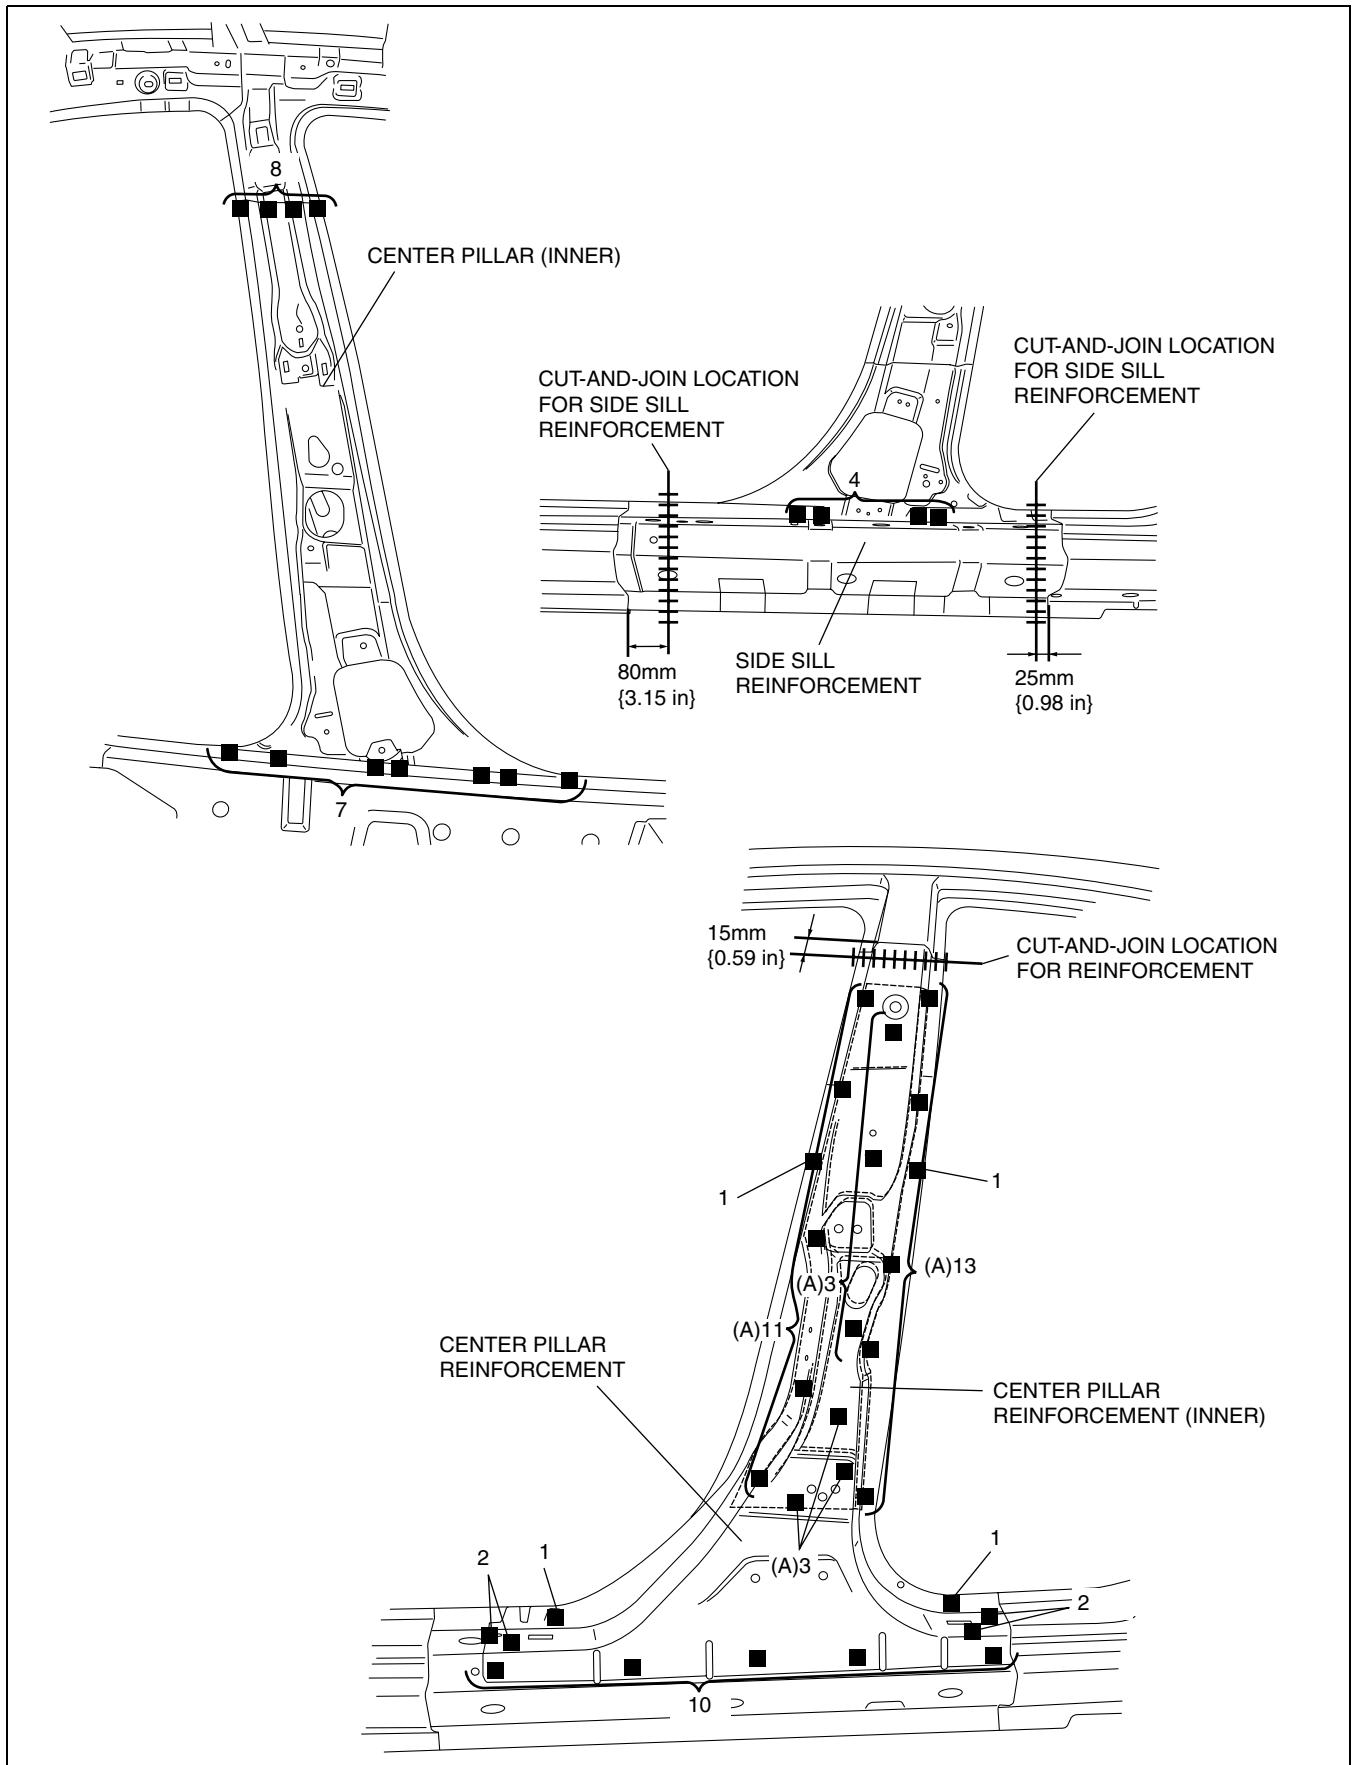 8
CENTER PILLAR (INNER)
CUT-AND-JOIN LOCATION
FOR SIDE SILL
REINFORCEMENT
CUT-AND-JOIN LOCATION
FOR SIDE SILL
REINFORCEMENT
4
80mm
{3.15 in}
SIDE SILL
REINFORCEMENT
25mm
{0.98 in}
7
15mm
{0.59 in}
CUT-AND-JOIN LOCATION
FOR REINFORCEMENT
1
1
(A)13
(A)3
(A)11
CENTER PILLAR
REINFORCEMENT
CENTER PILLAR
REINFORCEMENT (INNER)
(A)3
2
1
1
2
10